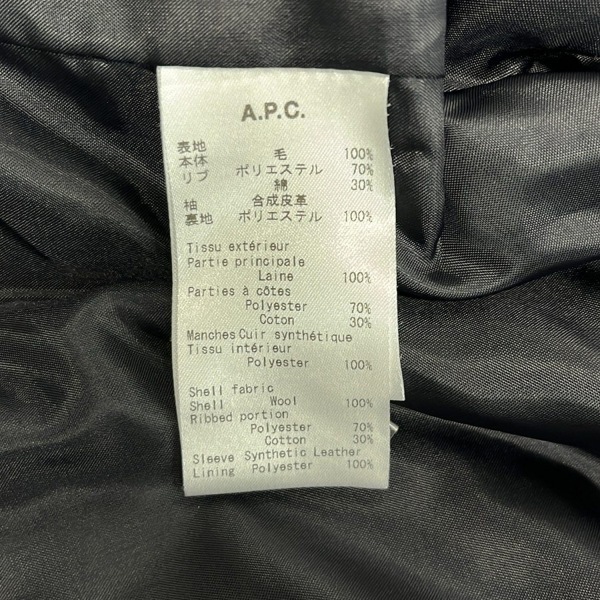 A.P.C.
表地
本体 毛 100%
リブ ポリエステル 70%
綿 30%
袖 合成皮革
裏地 ポリエステル 100%
Tissu extérieur
Partie principale
Laine 100%
Parties à côtes
Polyester 70%
Coton 30%
Manches Cuir synthétique
Tissu intérieur
Polyester 100%
Shell fabric
Shell Wool 100%
Ribbed portion
Polyester 70%
Cotton 30%
Sleeve Synthetic Leather
Lining Polyester 100%